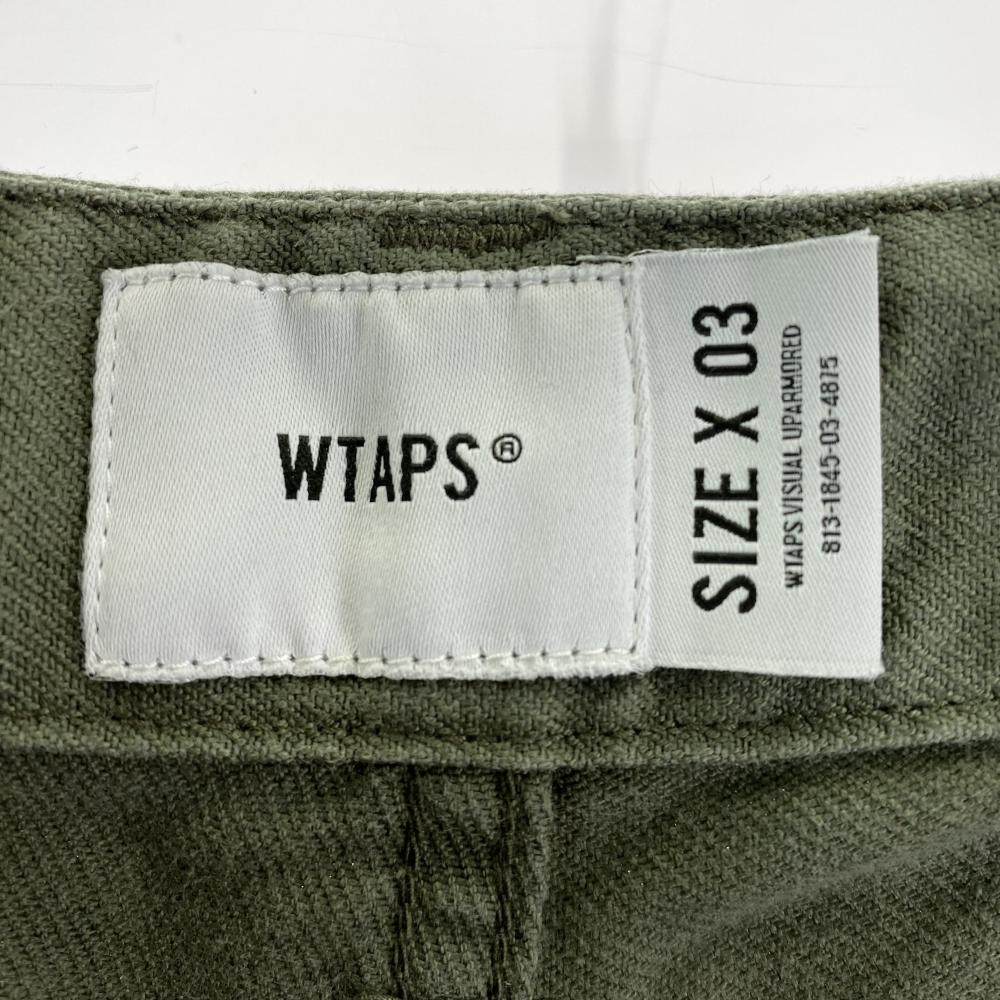 WTAPS®
SIZE X 03
WTAPS VISUAL UPARMORED
813-1845-03-4875